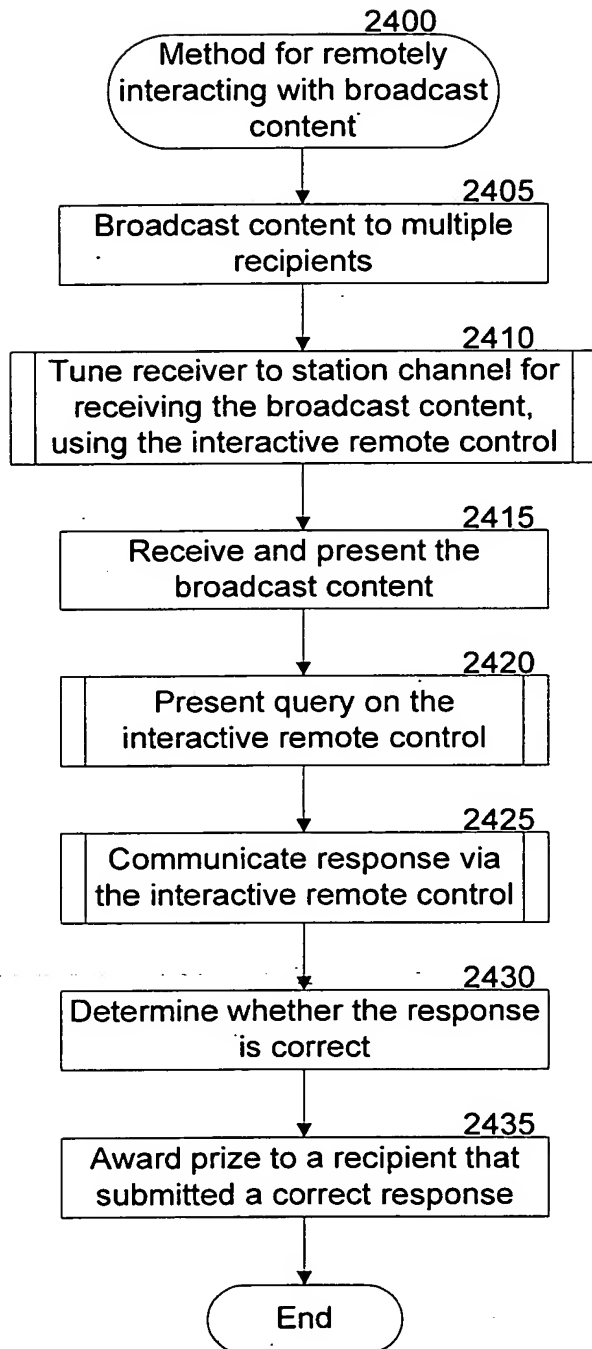 2400
Method for remotely
interacting with broadcast
content
2405
Broadcast content to multiple
recipients
2410
Tune receiver to station channel for
receiving the broadcast content,
using the interactive remote control
2415
Receive and present the
broadcast content
2420
Present query on the
interactive remote control
2425
Communicate response via
the interactive remote control
2430
Determine whether the response
is correct
2435
Award prize to a recipient that
submitted a correct response
End